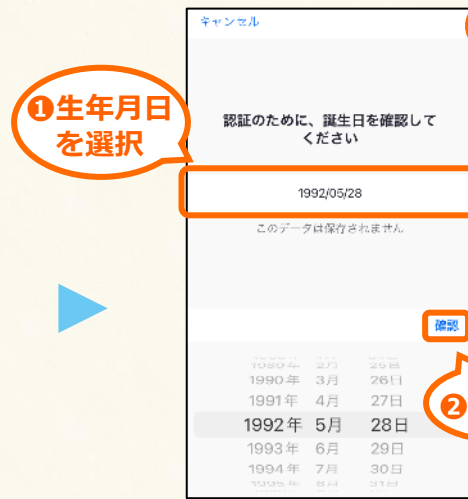 キャンセル
❶生年月日
を選択
認証のために、誕生日を確認して
ください
1992/05/28
このデータは保存されません
確認
1990年 3月 26日
1991年 4月 27日
1992年 5月 28日
1993年 6月 29日
1994年 7月 30日
❷